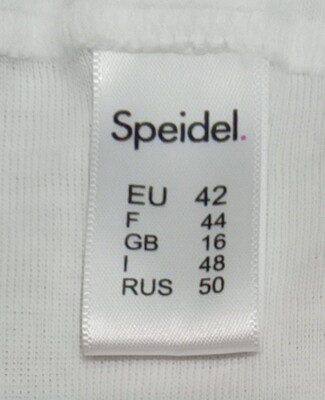 Speidel.
EU 42
F 44
GB 16
I 48
RUS 50